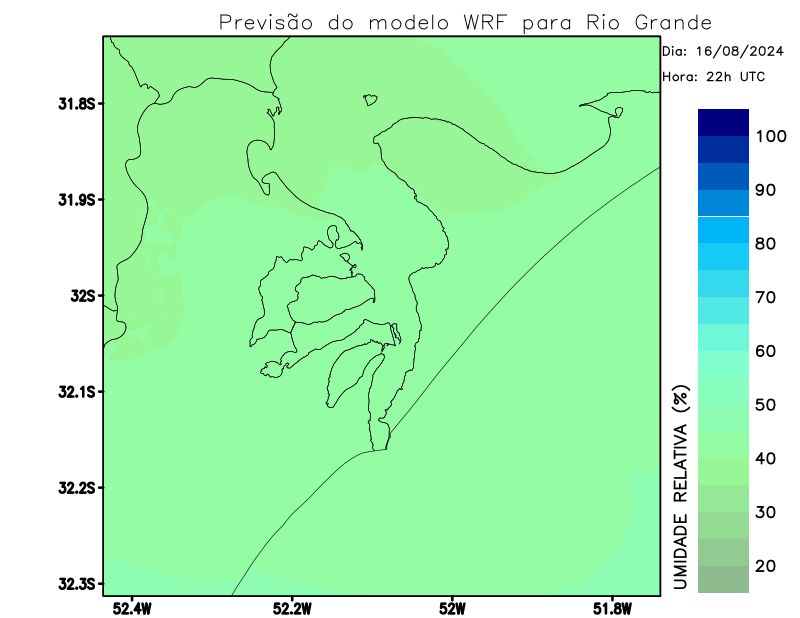 Previsão do modelo WRF para Rio Grande
Dia: 16/08/2024
Hora: 22h UTC
31.8S
31.9S
32S
32.1S
32.2S
32.3S
52.4W
52.2W
52W
51.8W
100
90
80
70
60
50
40
30
20
UMIDADE RELATIVA (%)